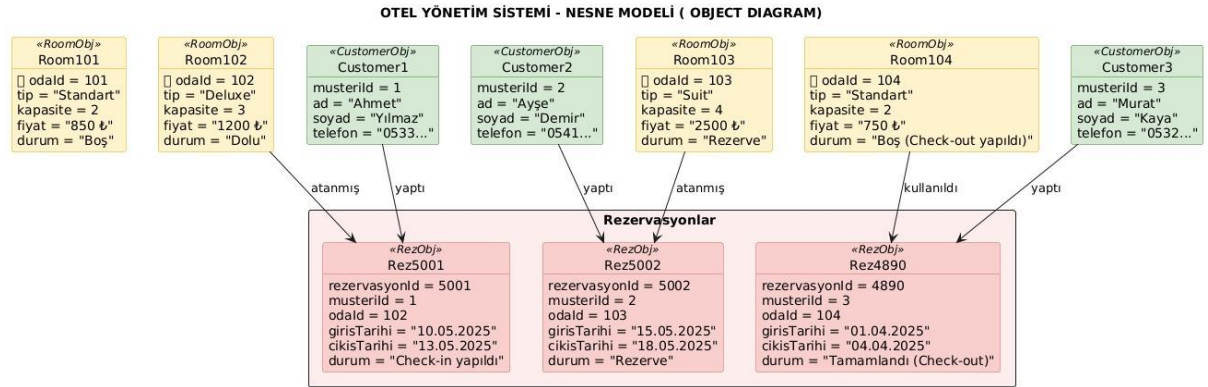 OTEL YÖNETİM SİSTEMİ - NESNE MODELİ ( OBJECT DIAGRAM)
«RoomObj»
Room101
odaId = 101
tip = "Standart"
kapasite = 2
fiyat = "850 ₺"
durum = "Boş"
«RoomObj»
Room102
odaId = 102
tip = "Deluxe"
kapasite = 3
fiyat = "1200 ₺"
durum = "Dolu"
«CustomerObj»
Customer1
musteriId = 1
ad = "Ahmet"
soyad = "Yılmaz"
telefon = "0533..."
«CustomerObj»
Customer2
musteriId = 2
ad = "Ayşe"
soyad = "Demir"
telefon = "0541..."
«RoomObj»
Room103
odaId = 103
tip = "Suit"
kapasite = 4
fiyat = "2500 ₺"
durum = "Rezerve"
«RoomObj»
Room104
odaId = 104
tip = "Standart"
kapasite = 2
fiyat = "750 ₺"
durum = "Boş (Check-out yapıldı)"
«CustomerObj»
Customer3
musteriId = 3
ad = "Murat"
soyad = "Kaya"
telefon = "0532..."
atanmış
yaptı
yaptı
atanmış
kullanıldı
yaptı
Rezervasyonlar
«RezObj»
Rez5001
rezervasyonId = 5001
musteriId = 1
odaId = 102
girisTarihi = "10.05.2025"
cikisTarihi = "13.05.2025"
durum = "Check-in yapıldı"
«RezObj»
Rez5002
rezervasyonId = 5002
musteriId = 2
odaId = 103
girisTarihi = "15.05.2025"
cikisTarihi = "18.05.2025"
durum = "Rezerve"
«RezObj»
Rez4890
rezervasyonId = 4890
musteriId = 3
odaId = 104
girisTarihi = "01.04.2025"
cikisTarihi = "04.04.2025"
durum = "Tamamlandı (Check-out)"